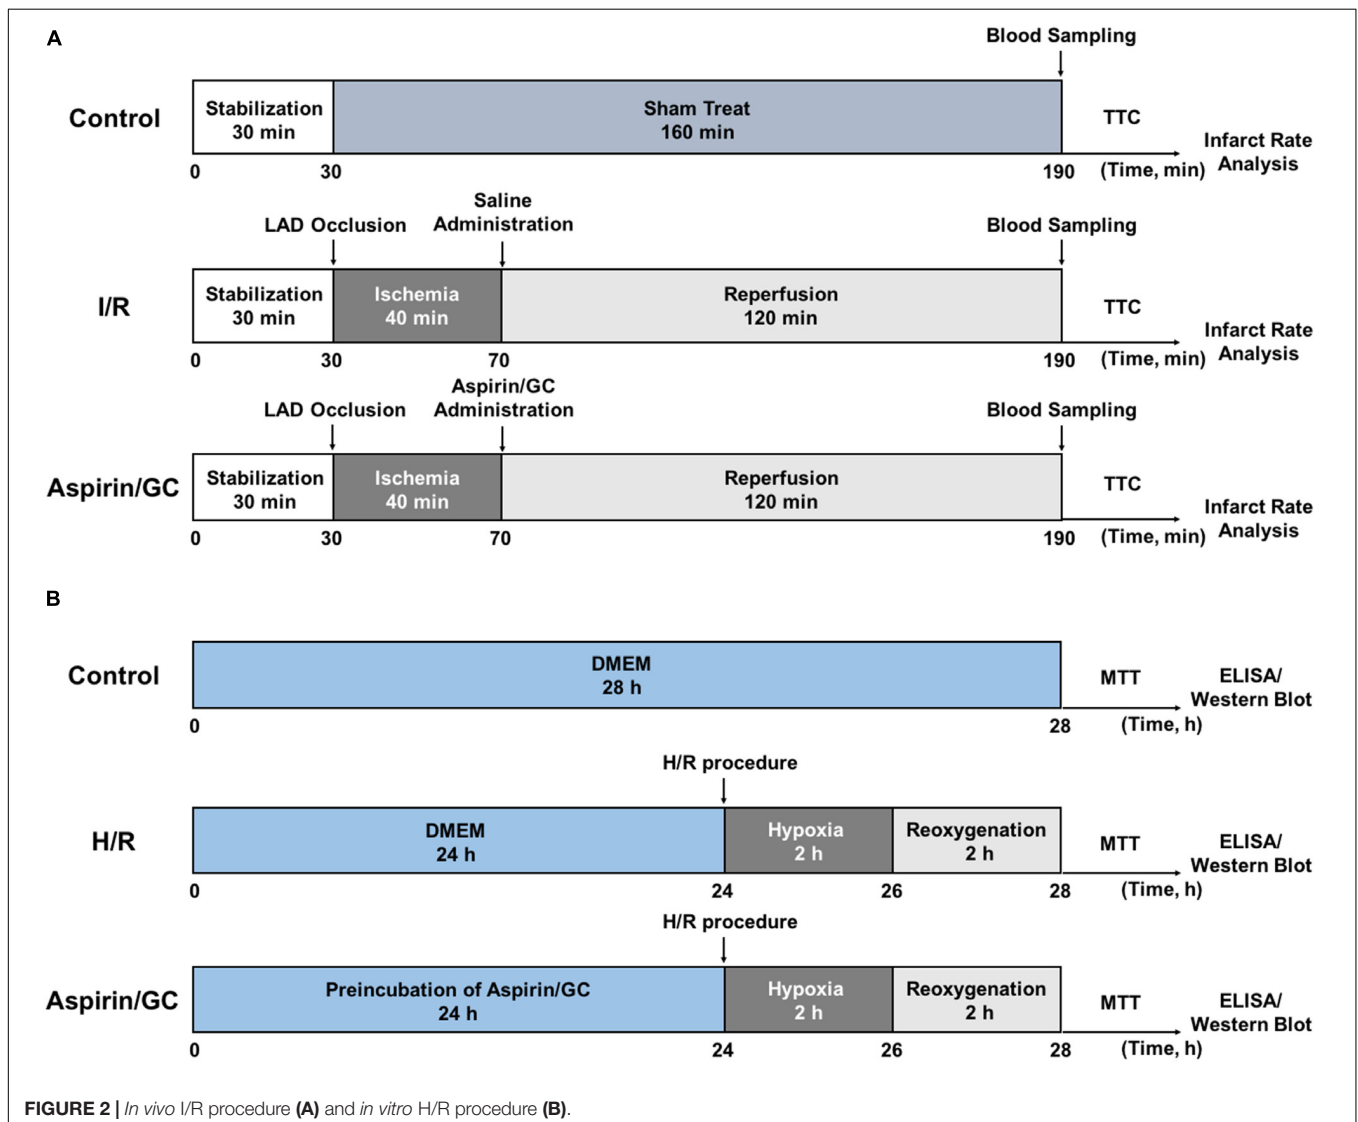 A
Blood Sampling
Control
Stabilization
30 min
Sham Treat
160 min
TTC
Infarct Rate
Analysis
0
30
190
(Time, min)
LAD Occlusion
Saline
Administration
Blood Sampling
I/R
Stabilization
30 min
Ischemia
40 min
Reperfusion
120 min
TTC
Infarct Rate
Analysis
0
30
70
190
(Time, min)
LAD Occlusion
Aspirin/GC
Administration
Blood Sampling
Aspirin/GC
Stabilization
30 min
Ischemia
40 min
Reperfusion
120 min
TTC
Infarct Rate
Analysis
0
30
70
190
(Time, min)
B
Control
DMEM
28 h
MTT
ELISA/
Western Blot
0
28
(Time, h)
H/R procedure
H/R
DMEM
24 h
Hypoxia
2 h
Reoxygenation
2 h
MTT
ELISA/
Western Blot
0
24
26
28
(Time, h)
H/R procedure
Aspirin/GC
Preincubation of Aspirin/GC
24 h
Hypoxia
2 h
Reoxygenation
2 h
MTT
ELISA/
Western Blot
0
24
26
28
(Time, h)
FIGURE 2 | In vivo I/R procedure (A) and in vitro H/R procedure (B).